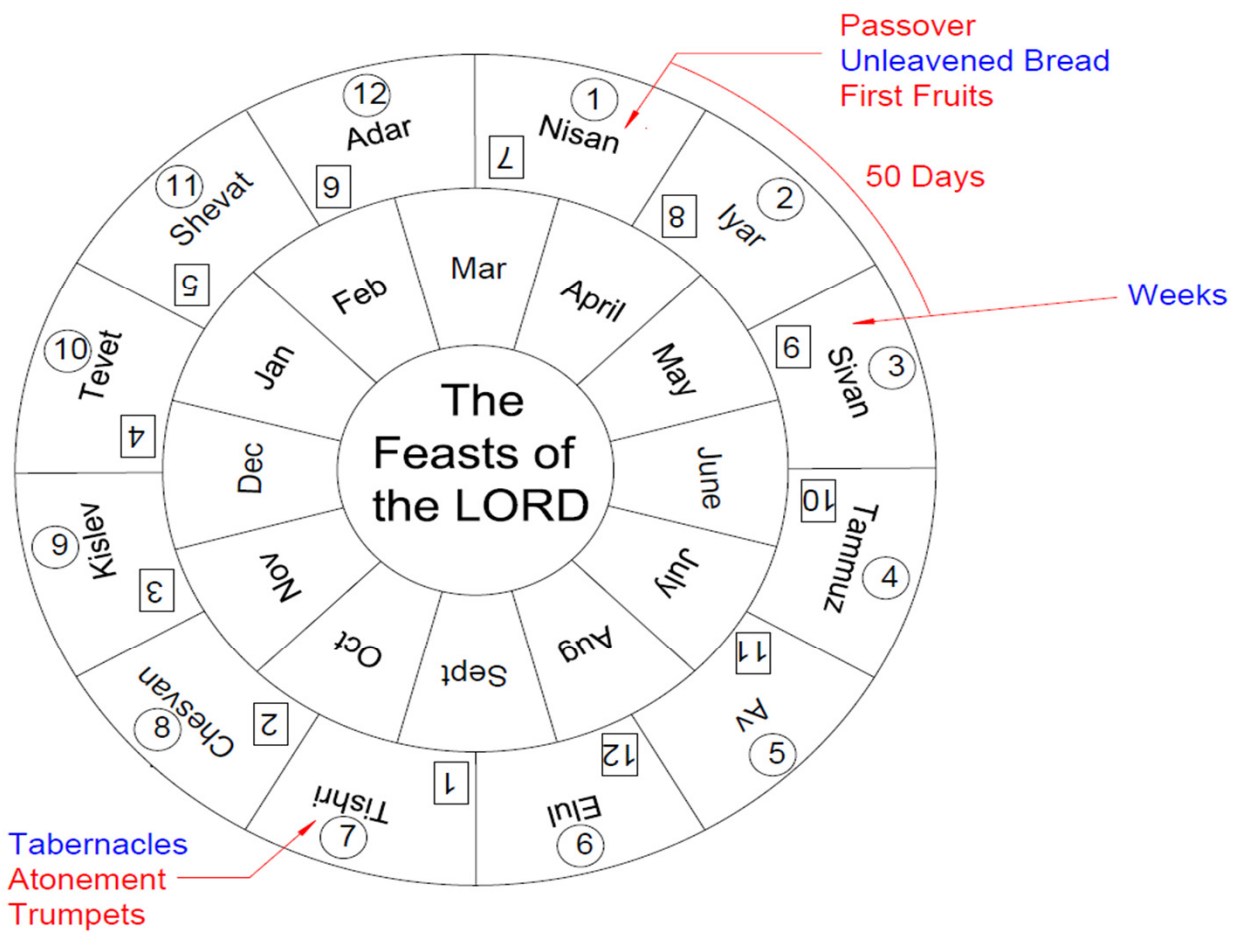 The
Feasts of
the LORD
Mar
April
May
June
July
Aug
Sept
Oct
Nov
Dec
Jan
Feb
1
Nisan
7
2
Iyar
8
3
Sivan
9
4
Tammuz
10
5
Av
11
6
Elul
12
7
Tishri
1
8
Chesvan
2
9
Kislev
3
10
Tevet
4
11
Shevat
5
12
Adar
6
Passover
Unleavened Bread
First Fruits
50 Days
Weeks
Tabernacles
Atonement
Trumpets